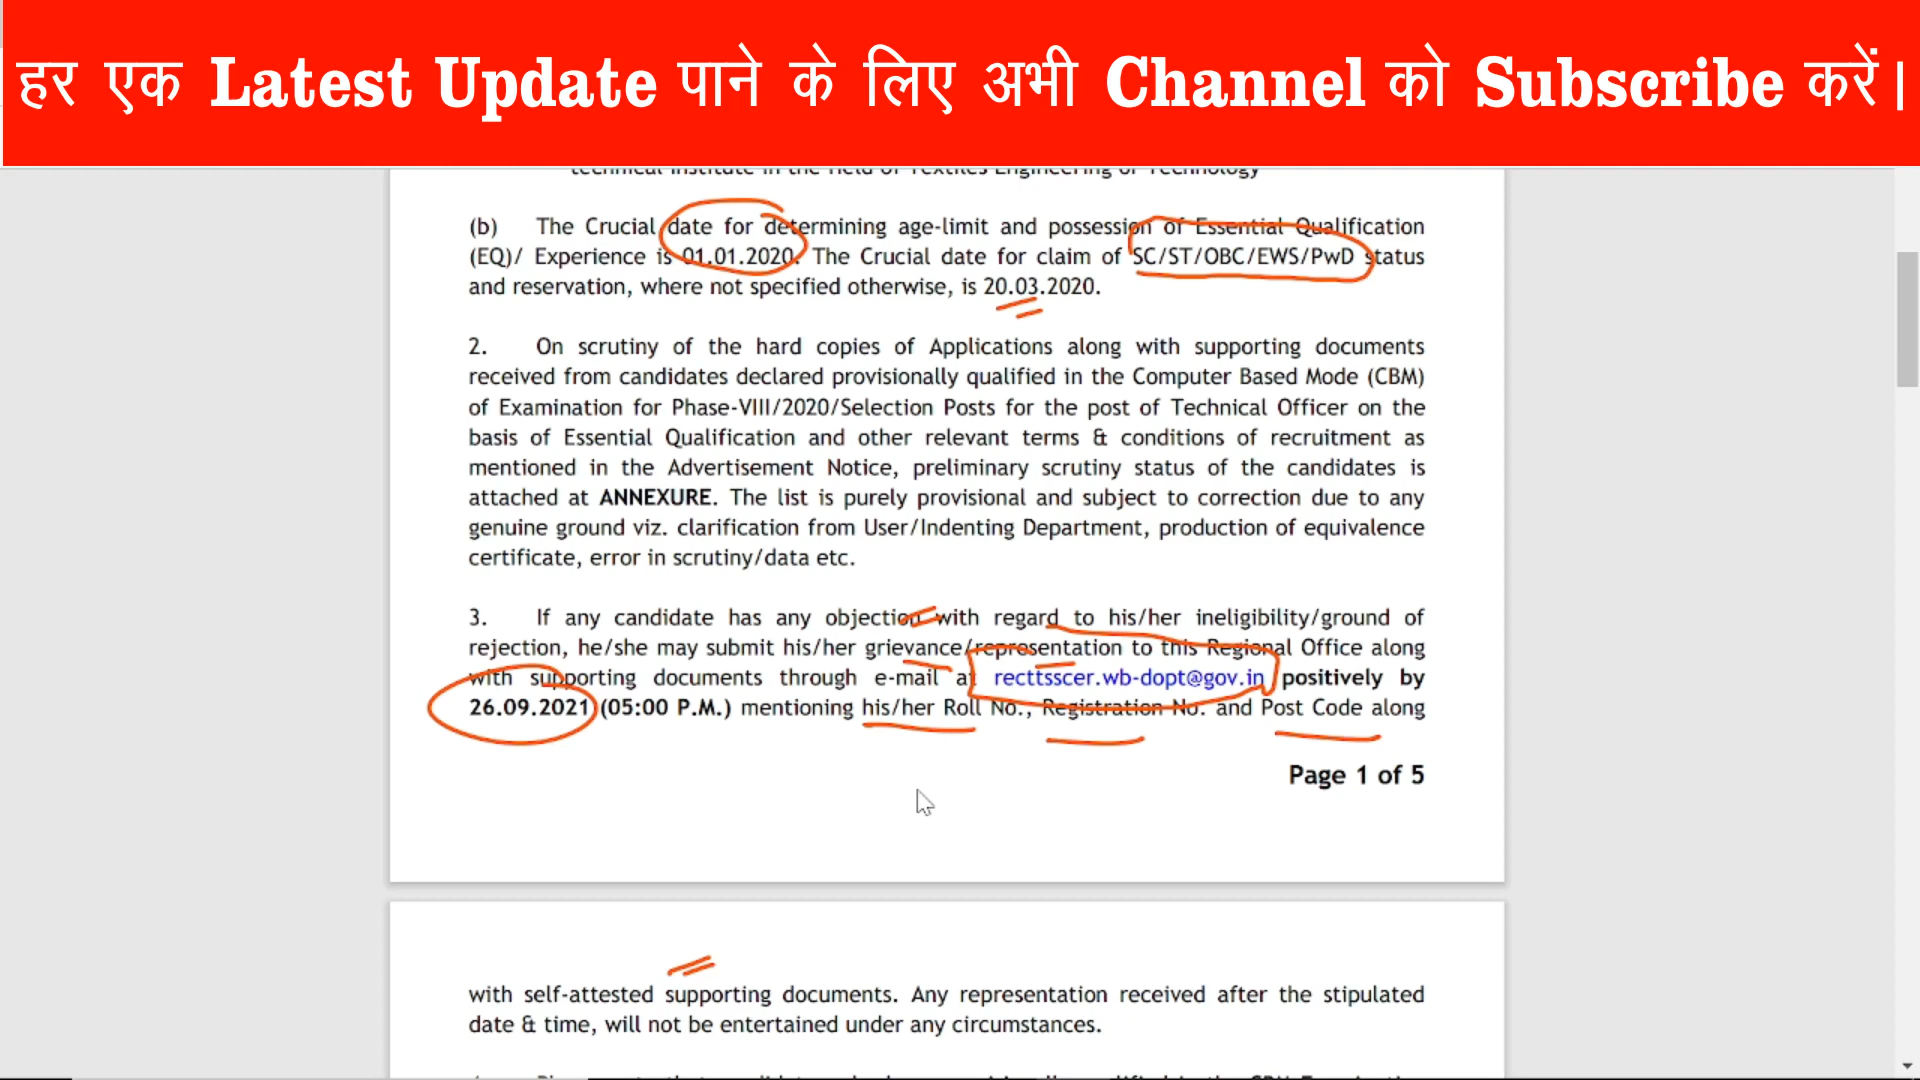 हर एक Latest Update पाने के लिए अभी Channel को Subscribe करें।
technical institute in the field of Textiles Engineering or Technology
(b) The Crucial date for determining age-limit and possession of Essential Qualification
(EQ)/ Experience is 01.01.2020. The Crucial date for claim of SC/ST/OBC/EWS/PwD status
and reservation, where not specified otherwise, is 20.03.2020.
2. On scrutiny of the hard copies of Applications along with supporting documents
received from candidates declared provisionally qualified in the Computer Based Mode (CBM)
of Examination for Phase-VIII/2020/Selection Posts for the post of Technical Officer on the
basis of Essential Qualification and other relevant terms & conditions of recruitment as
mentioned in the Advertisement Notice, preliminary scrutiny status of the candidates is
attached at ANNEXURE. The list is purely provisional and subject to correction due to any
genuine ground viz. clarification from User/Indenting Department, production of equivalence
certificate, error in scrutiny/data etc.
3. If any candidate has any objection with regard to his/her ineligibility/ground of
rejection, he/she may submit his/her grievance/representation to this Regional Office along
with supporting documents through e-mail at recttsscer.wb-dopt@gov.in positively by
26.09.2021 (05:00 P.M.) mentioning his/her Roll No., Registration No. and Post Code along
Page 1 of 5
with self-attested supporting documents. Any representation received after the stipulated
date & time, will not be entertained under any circumstances.